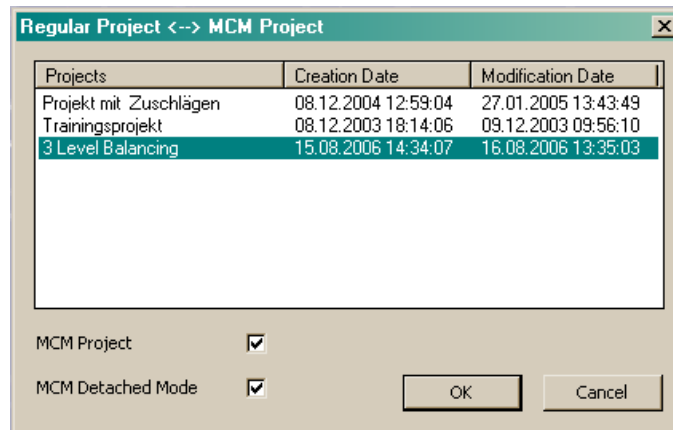 Regular Project <--> MCM Project
Projects Creation Date Modification Date
Projekt mit Zuschlägen 08.12.2004 12:59:04 27.01.2005 13:43:49
Trainingsprojekt 08.12.2003 18:14:06 09.12.2003 09:56:10
3 Level Balancing 15.08.2006 14:34:07 16.08.2006 13:35:03
MCM Project
MCM Detached Mode
OK Cancel